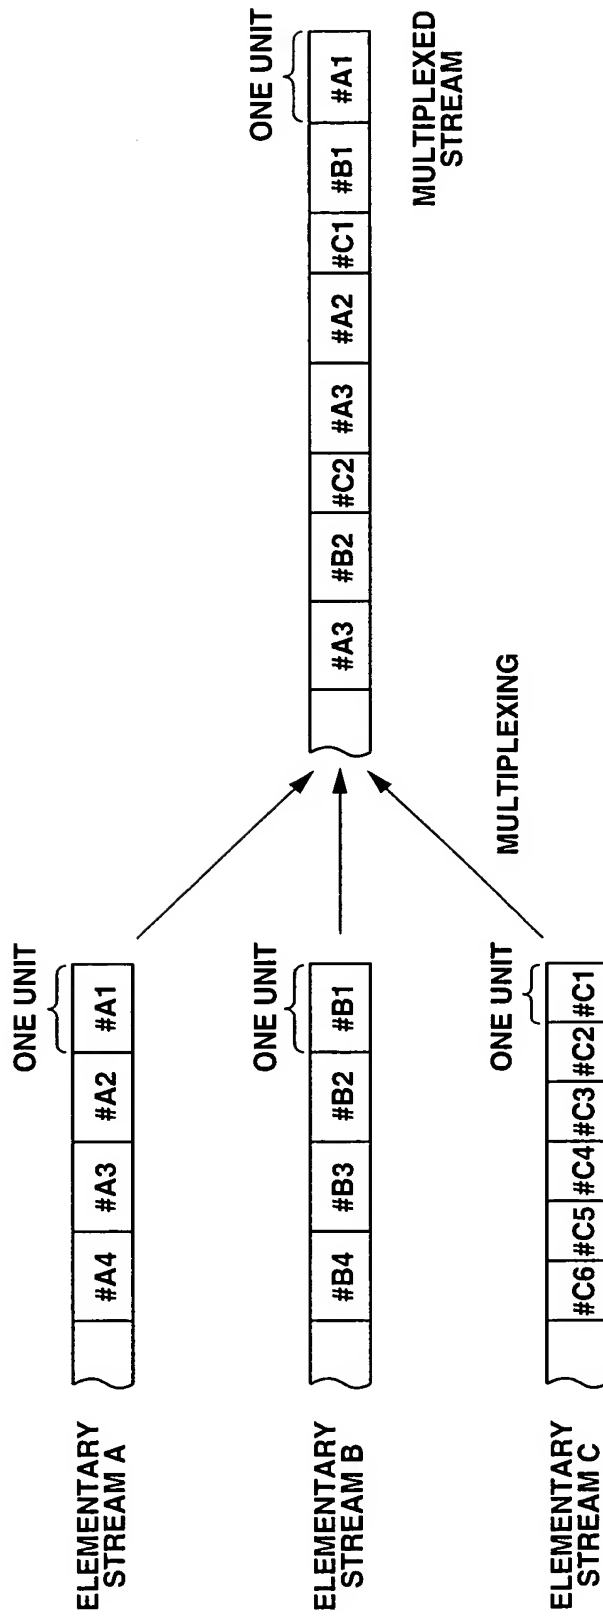 ELEMENTARY
STREAM A
#A4 #A3 #A2 #A1
ONE UNIT
ELEMENTARY
STREAM B
#B4 #B3 #B2 #B1
ONE UNIT
ELEMENTARY
STREAM C
#C6 #C5 #C4 #C3 #C2 #C1
ONE UNIT
MULTIPLEXING
#A3 #B2 #C2 #A3 #A2 #C1 #B1 #A1
ONE UNIT
MULTIPLEXED
STREAM